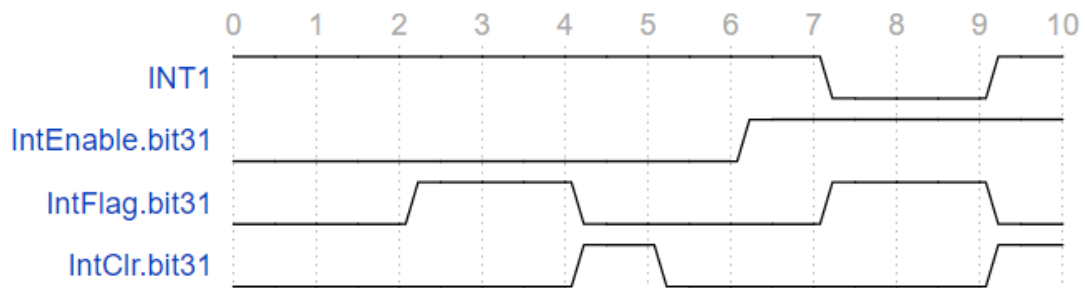 0 1 2 3 4 5 6 7 8 9 10
INT1
IntEnable.bit31
IntFlag.bit31
IntClr.bit31